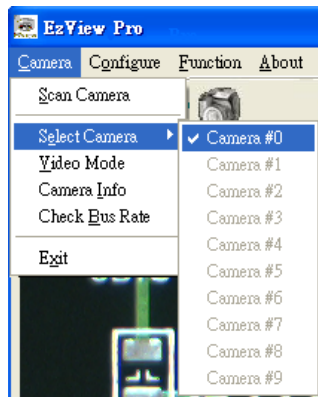 EzView Pro
Camera Configure Function About
Scan Camera
Select Camera
Video Mode
Camera Info
Check Bus Rate
Exit
Camera #0
Camera #1
Camera #2
Camera #3
Camera #4
Camera #5
Camera #6
Camera #7
Camera #8
Camera #9